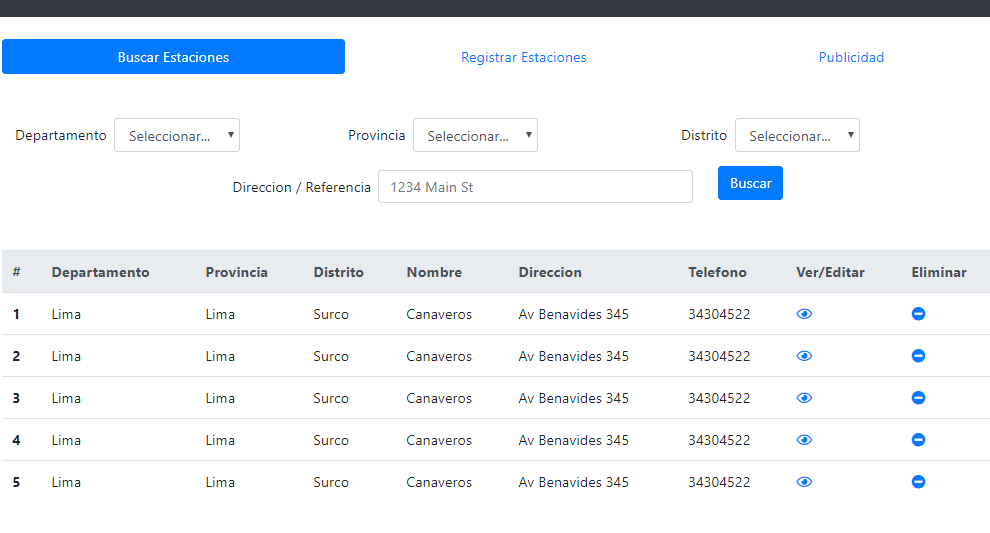 Buscar Estaciones Registrar Estaciones Publicidad
Departamento Seleccionar... Provincia Seleccionar... Distrito Seleccionar...
Direccion / Referencia 1234 Main St Buscar
# Departamento Provincia Distrito Nombre Direccion Telefono Ver/Editar Eliminar
1 Lima Lima Surco Canaveros Av Benavides 345 34304522
2 Lima Lima Surco Canaveros Av Benavides 345 34304522
3 Lima Lima Surco Canaveros Av Benavides 345 34304522
4 Lima Lima Surco Canaveros Av Benavides 345 34304522
5 Lima Lima Surco Canaveros Av Benavides 345 34304522